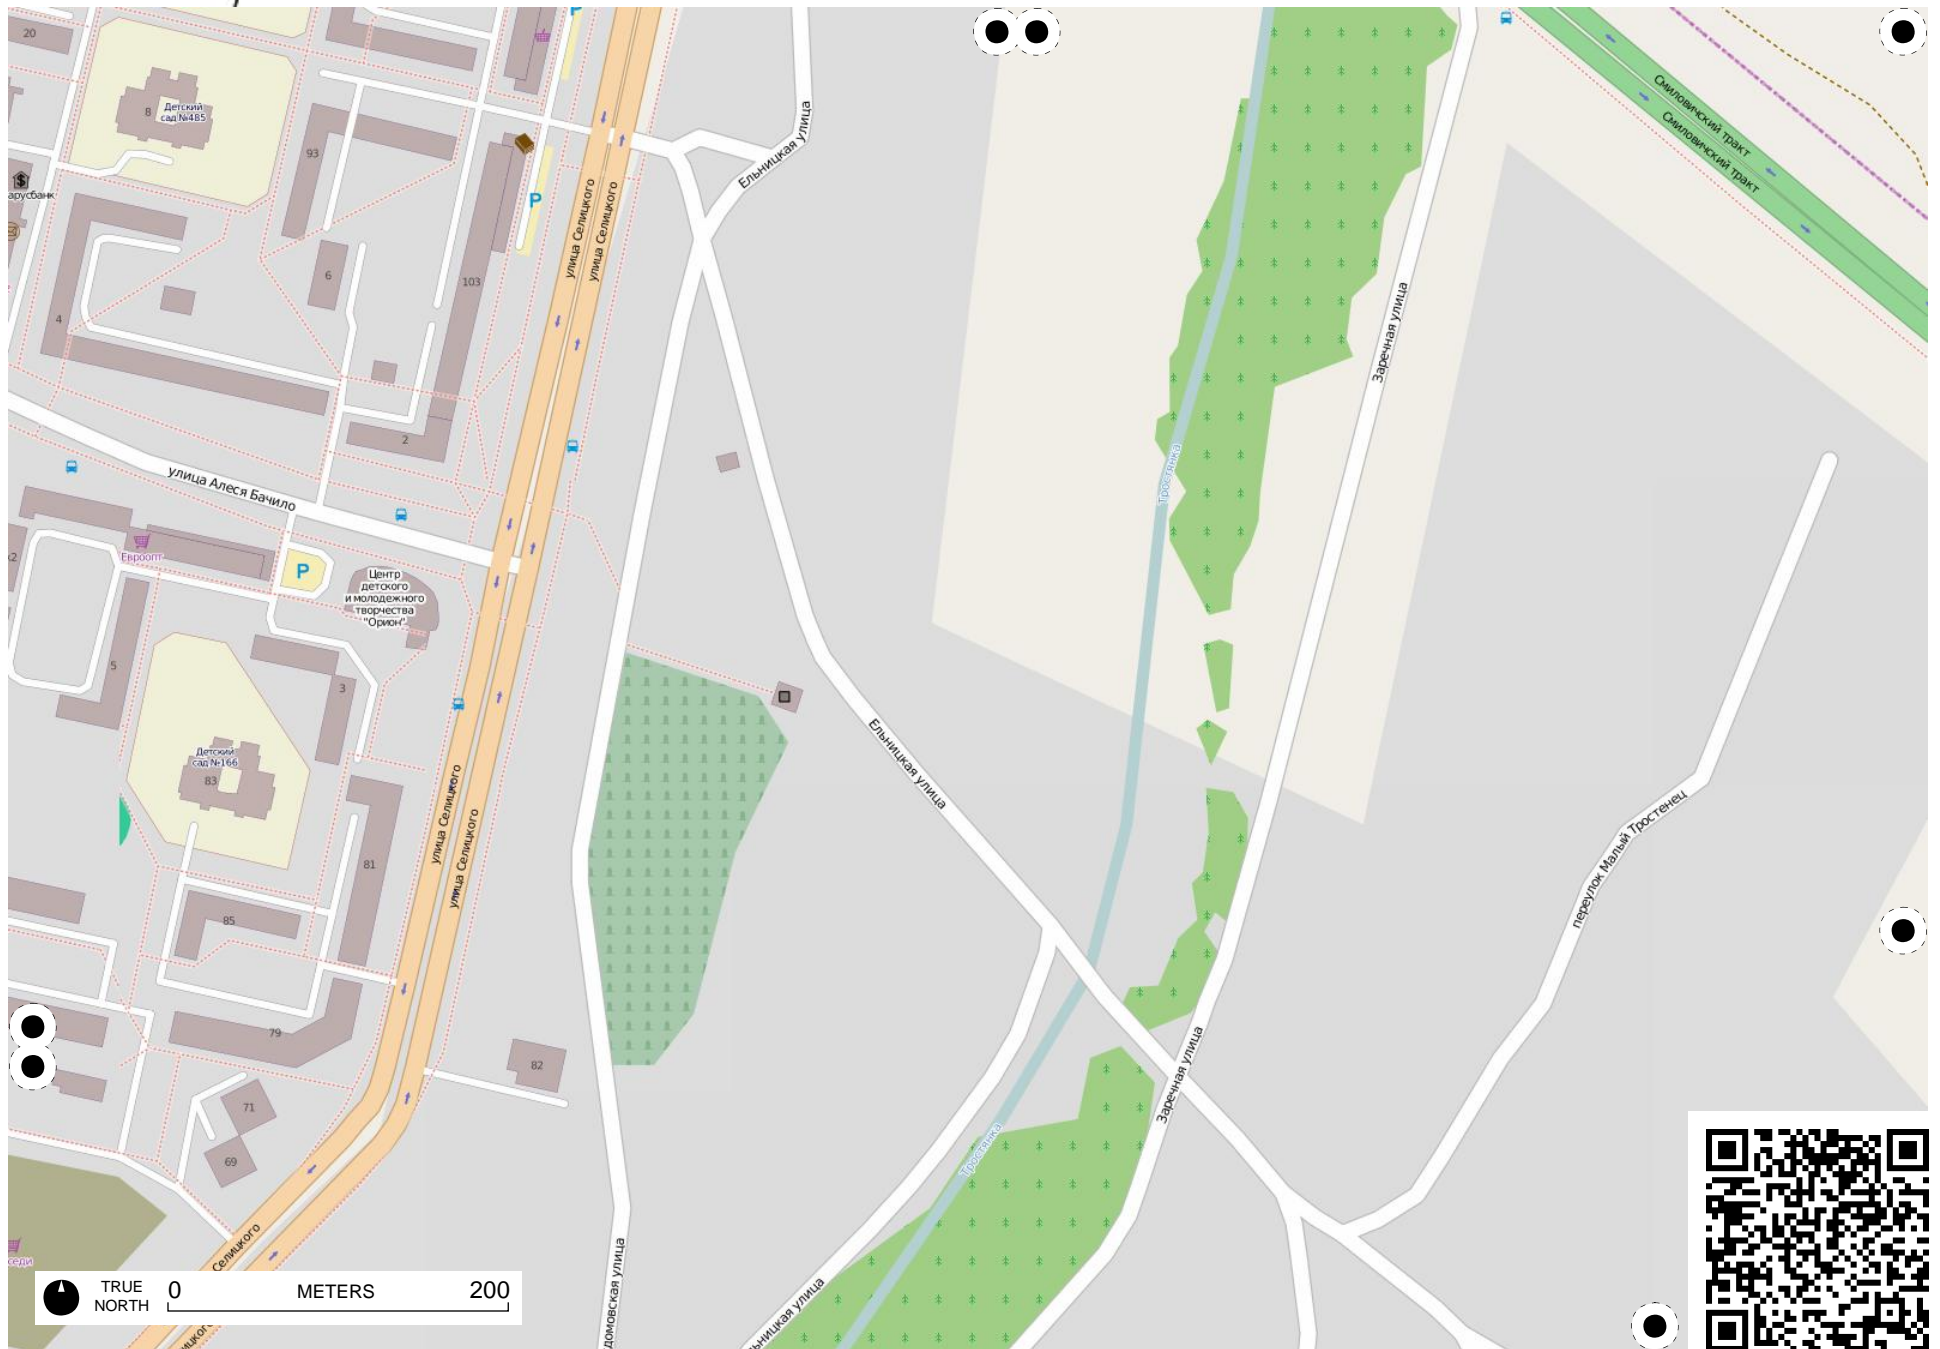 20
8
Детский
сад №485
93
P
P
Ельницкая улица
Смиловичский тракт
Смиловичский тракт
улица Селицкого
улица Селицкого
4
6
103
2
Заречная улица
улица Алеся Бачило
Тростянка
Евроопт
P
Центр
детского
и молодежного
творчества
"Орион"
5
3
Детский
сад №166
83
81
85
79
улица Селицкого
улица Селицкого
Ельницкая улица
переулок Малый Тростенец
82
71
69
Заречная улица
Тростянка
Селицкого
домовская улица
ьницкая улица
TRUE
NORTH
0
METERS
200